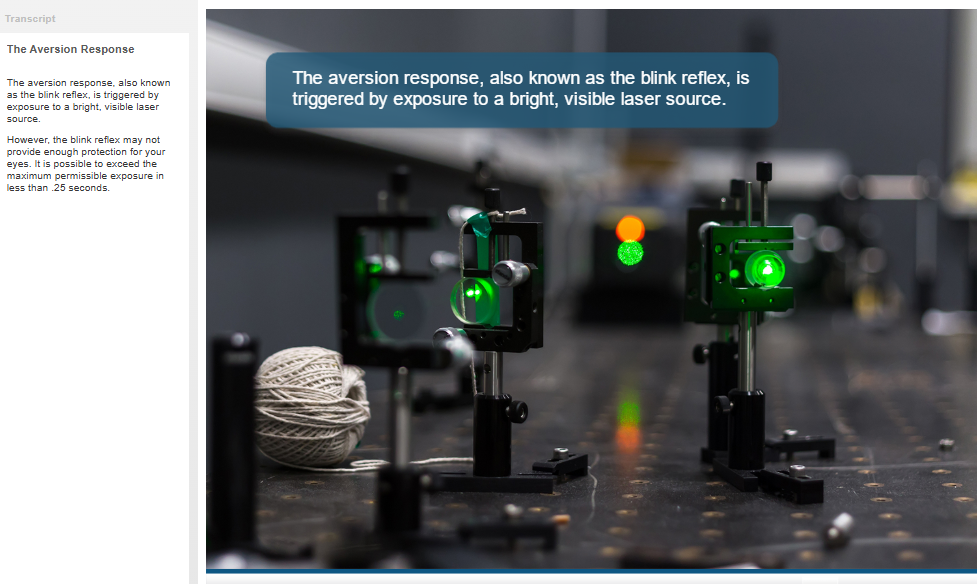 Transcript
The Aversion Response
The aversion response, also known
as the blink reflex, is triggered by
exposure to a bright, visible laser
source.
However, the blink reflex may not
provide enough protection for your
eyes. It is possible to exceed the
maximum permissible exposure in
less than .25 seconds.
The aversion response, also known as the blink reflex, is
triggered by exposure to a bright, visible laser source.